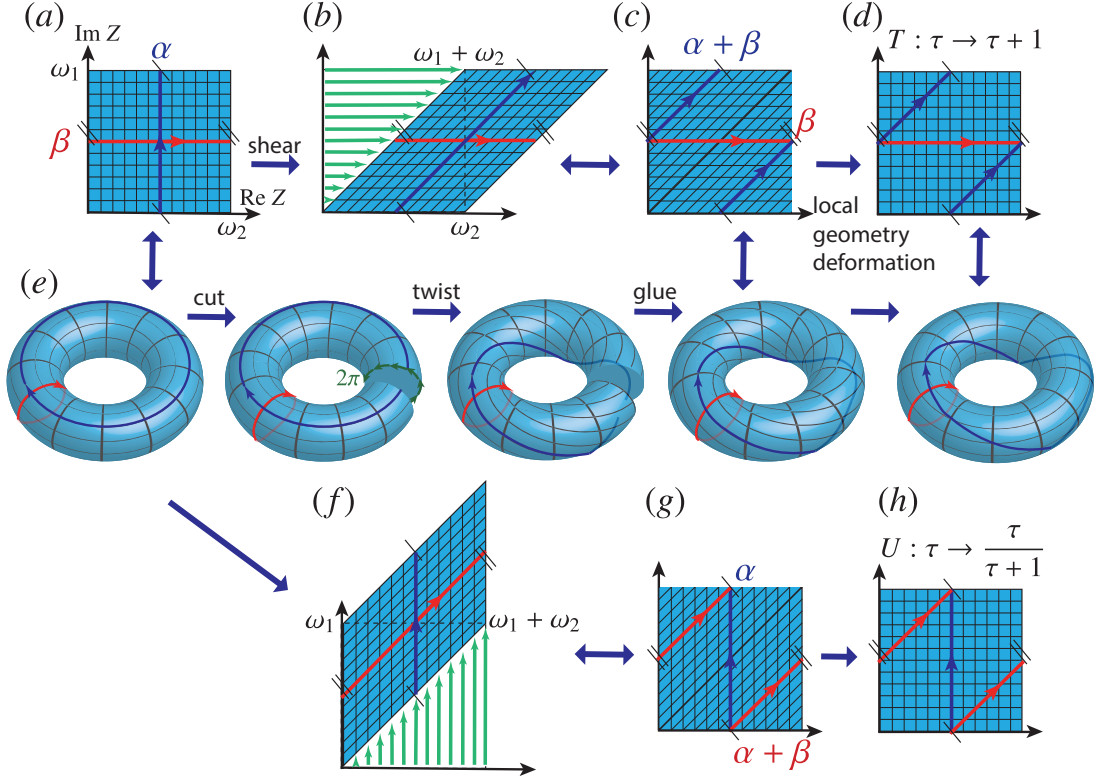 (a)
Im Z
α
ω₁
β
Re Z
ω₂
shear
(b)
ω₁ + ω₂
ω₂
(c)
α + β
β
(d)
T : τ → τ + 1
local
geometry
deformation
(e)
cut
2π
twist
glue
(f)
ω₁
ω₁ + ω₂
(g)
α
α + β
(h)
U : τ → τ / (τ + 1)